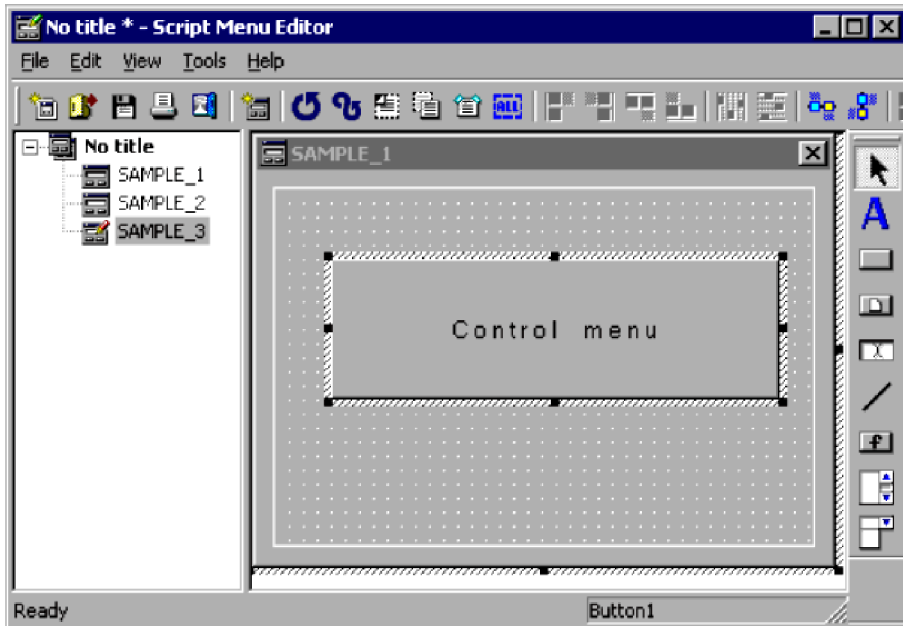 No title * - Script Menu Editor
File Edit View Tools Help
ALL
No title
SAMPLE_1
SAMPLE_2
SAMPLE_3
SAMPLE_1
Control menu
A
f
Ready
Button1